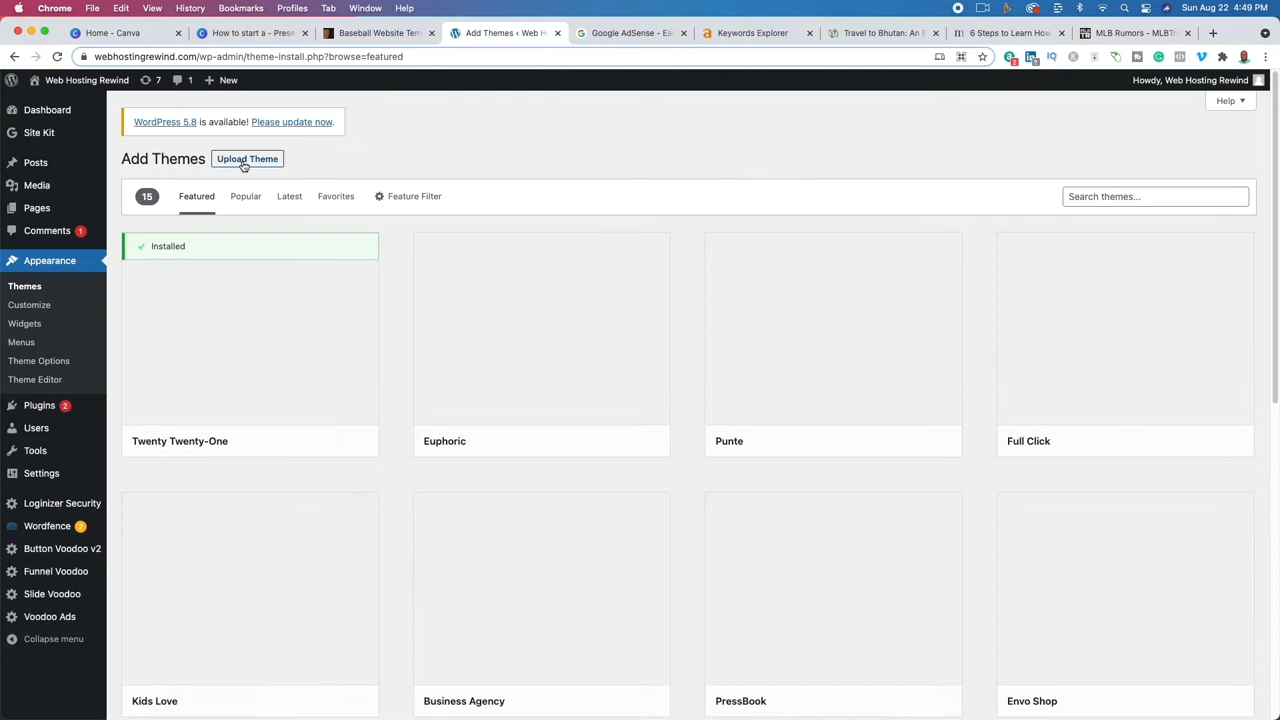 Chrome File Edit View History Bookmarks Profiles Tab Window Help Sun Aug 22 4:49 PM
Home - Canva How to start a - Prese Baseball Website Temp Add Themes ‹ Web H Google AdSense - Ear Keywords Explorer Travel to Bhutan: An E 6 Steps to Learn How MLB Rumors - MLBTra
webhostingrewind.com/wp-admin/theme-install.php?browse=featured
Web Hosting Rewind 7 1 New Howdy, Web Hosting Rewind
Dashboard
Site Kit
Posts
Media
Pages
Comments 1
Appearance
Themes
Customize
Widgets
Menus
Theme Options
Theme Editor
Plugins 2
Users
Tools
Settings
Loginizer Security
Wordfence 2
Button Voodoo v2
Funnel Voodoo
Slide Voodoo
Voodoo Ads
Collapse menu
Help
WordPress 5.8 is available! Please update now.
Add Themes Upload Theme
15 Featured Popular Latest Favorites Feature Filter Search themes...
Installed
Twenty Twenty-One Euphoric Punte Full Click
Kids Love Business Agency PressBook Envo Shop